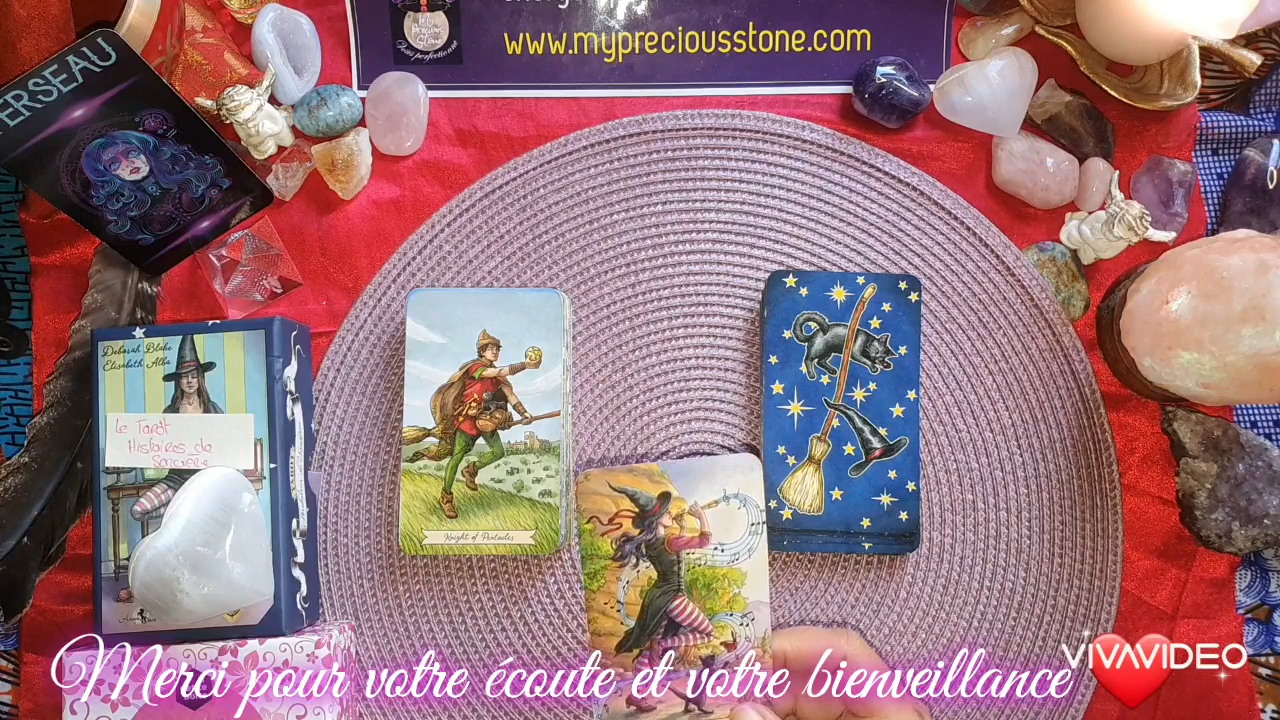 www.mypreciousstone.com
ERSEAU
Deborah Blake
Elisabeth Alba
Le Tarot
Histoires de
Sorcière
Knight of Pentacles
Merci pour votre écoute et votre bienveillance
VIVAVIDEO